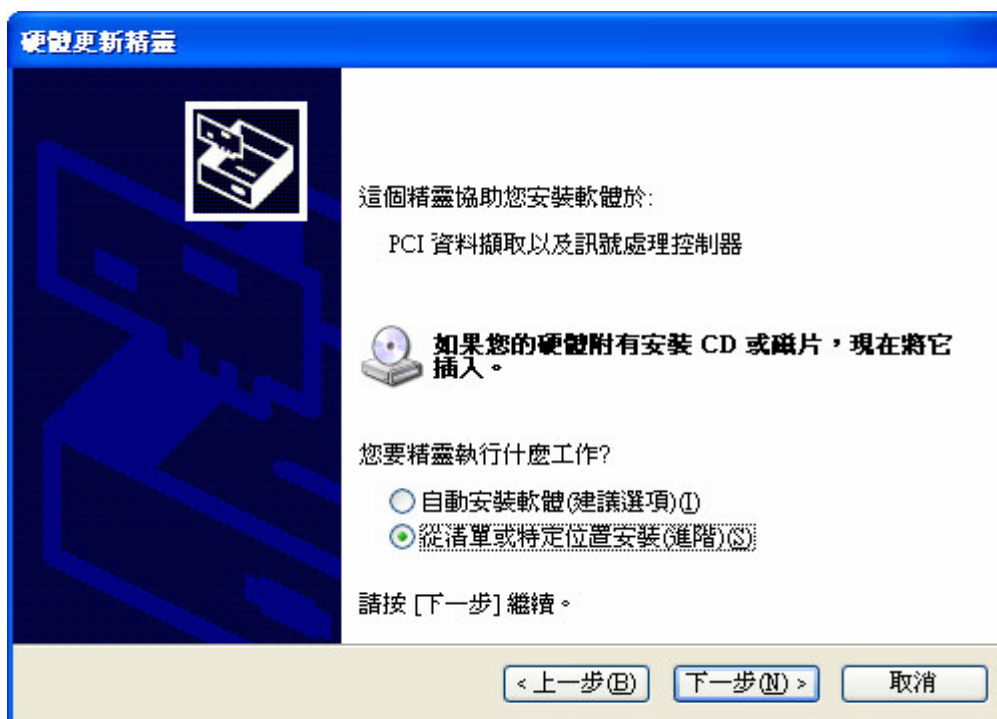 硬體更新精靈
這個精靈協助您安裝軟體於:
PCI 資料擷取以及訊號處理控制器
如果您的硬體附有安裝 CD 或磁片，現在將它
插入。
您要精靈執行什麼工作?
自動安裝軟體(建議選項)(I)
從清單或特定位置安裝(進階)(S)
請按 [下一步] 繼續。
< 上一步(B) 下一步(N) > 取消